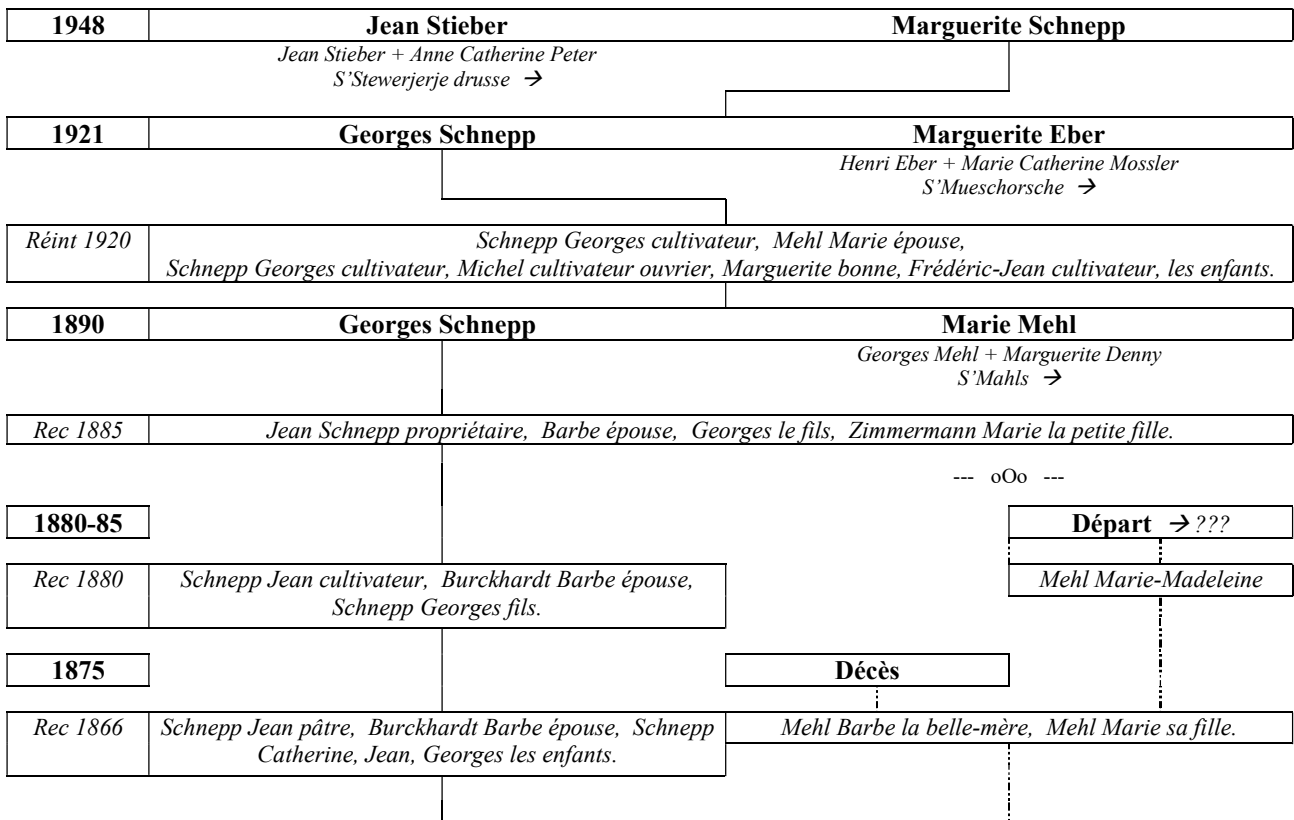 1948 Jean Stieber Marguerite Schnepp
Jean Stieber + Anne Catherine Peter
S'Stewerjerje drusse →
1921 Georges Schnepp Marguerite Eber
Henri Eber + Marie Catherine Mossler
S'Mueschorsche →
Réint 1920 Schnepp Georges cultivateur, Mehl Marie épouse,
Schnepp Georges cultivateur, Michel cultivateur ouvrier, Marguerite bonne, Frédéric-Jean cultivateur, les enfants.
1890 Georges Schnepp Marie Mehl
Georges Mehl + Marguerite Denny
S'Mahls →
Rec 1885 Jean Schnepp propriétaire, Barbe épouse, Georges le fils, Zimmermann Marie la petite fille.
--- oOo ---
1880-85 Départ → ???
Rec 1880 Schnepp Jean cultivateur, Burckhardt Barbe épouse, Mehl Marie-Madeleine
Schnepp Georges fils.
1875 Décès
Rec 1866 Schnepp Jean pâtre, Burckhardt Barbe épouse, Schnepp Mehl Barbe la belle-mère, Mehl Marie sa fille.
Catherine, Jean, Georges les enfants.